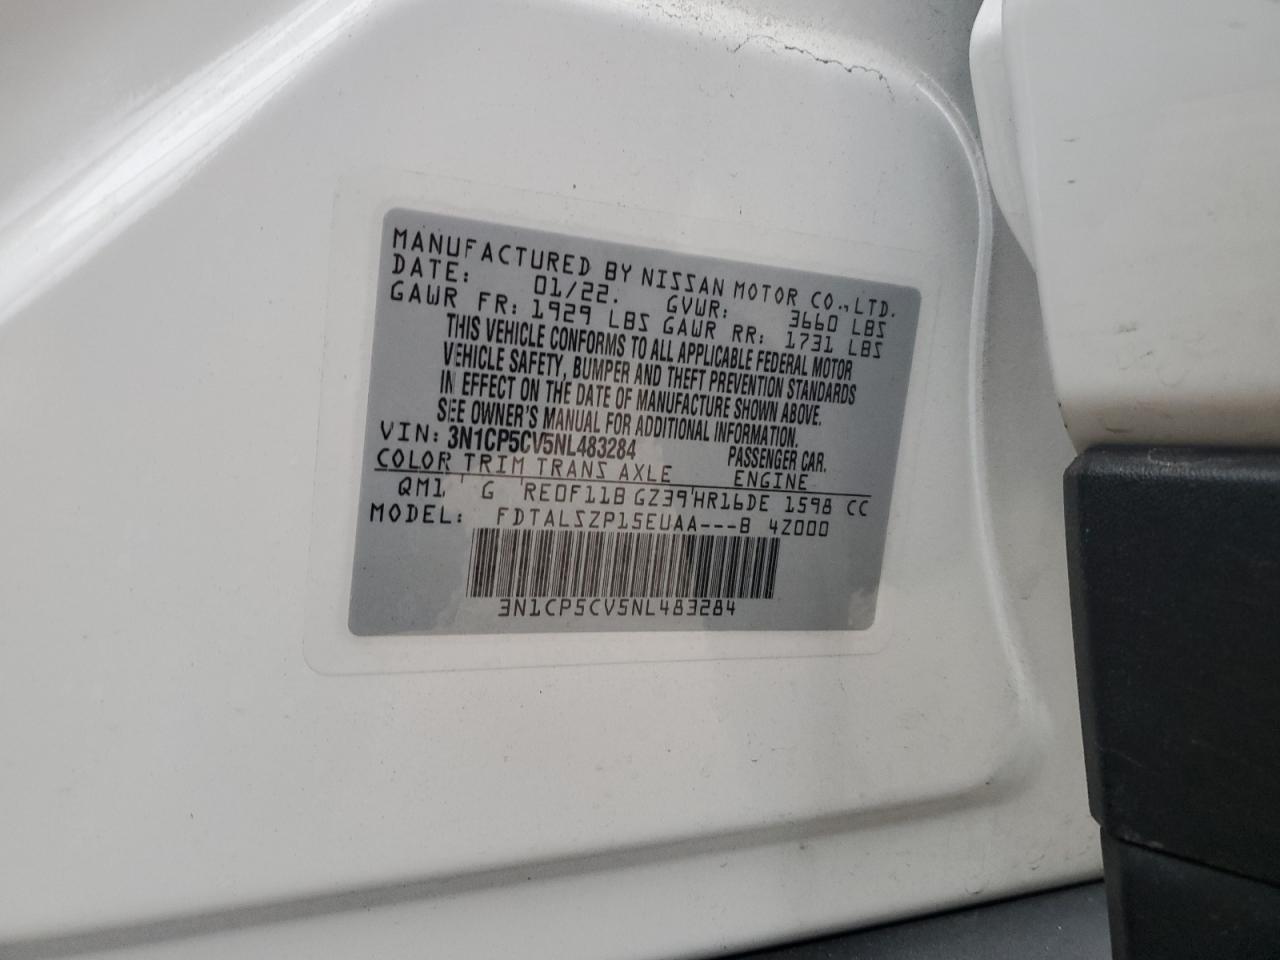 MANUFACTURED BY NISSAN MOTOR CO.,LTD.
DATE: 01/22. GVWR: 3660 LBS
GAWR FR: 1929 LBS GAWR RR: 1731 LBS
THIS VEHICLE CONFORMS TO ALL APPLICABLE FEDERAL MOTOR
VEHICLE SAFETY, BUMPER AND THEFT PREVENTION STANDARDS
IN EFFECT ON THE DATE OF MANUFACTURE SHOWN ABOVE.
SEE OWNER'S MANUAL FOR ADDITIONAL INFORMATION.
VIN: 3N1CP5CV5NL483284 PASSENGER CAR.
COLOR TRIM TRANS AXLE ENGINE
QM1 G RE0F11B GZ39 HR16DE 1598 CC
MODEL: FDTALSZP15EUAA---B 4Z000
3N1CP5CV5NL483284